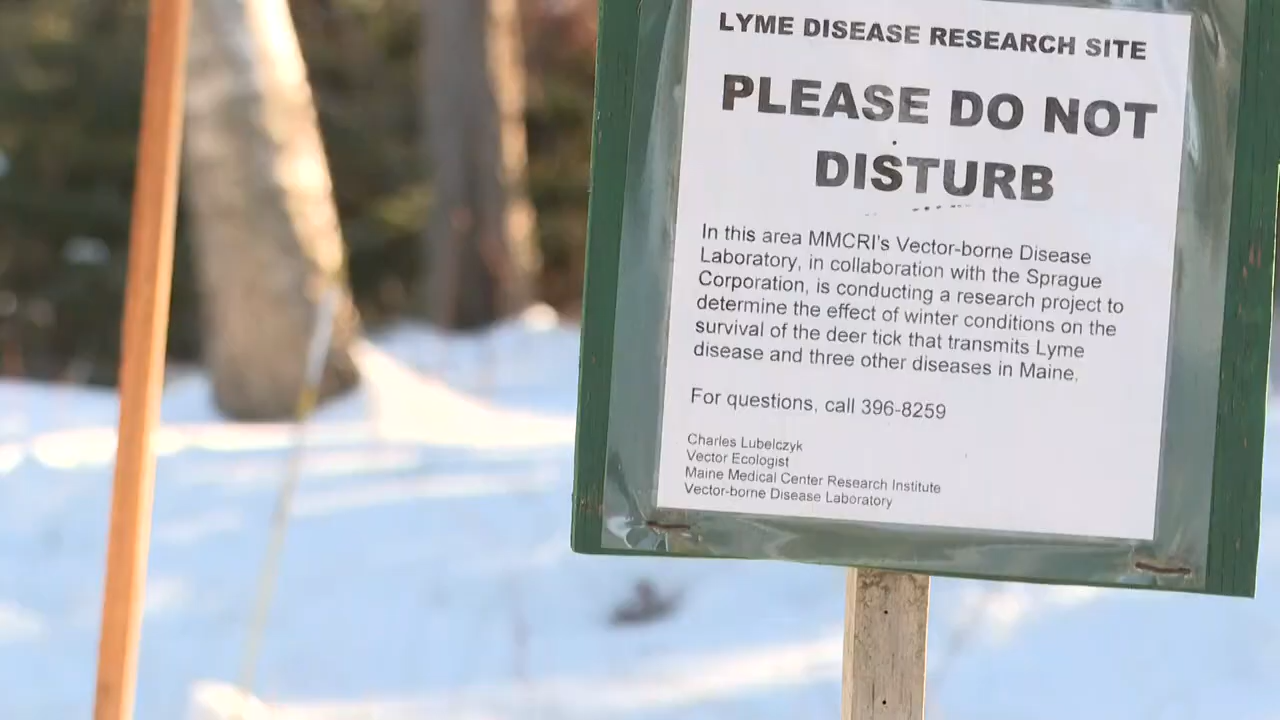 LYME DISEASE RESEARCH SITE
PLEASE DO NOT
DISTURB
In this area MMCRI's Vector-borne Disease
Laboratory, in collaboration with the Sprague
Corporation, is conducting a research project to
determine the effect of winter conditions on the
survival of the deer tick that transmits Lyme
disease and three other diseases in Maine.
For questions, call 396-8259
Charles Lubelczyk
Vector Ecologist
Maine Medical Center Research Institute
Vector-borne Disease Laboratory